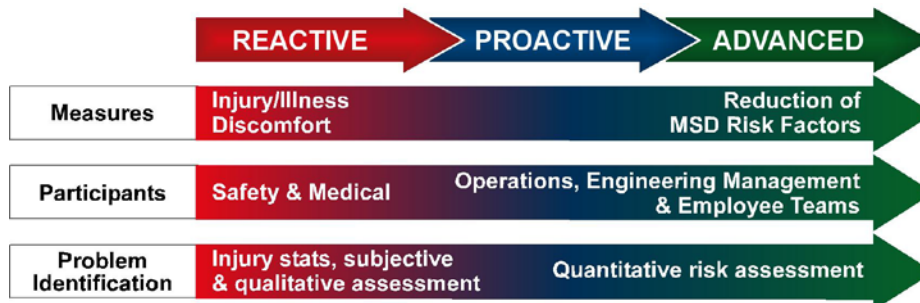 REACTIVE PROACTIVE ADVANCED
Measures
Injury/Illness
Discomfort
Reduction of
MSD Risk Factors
Participants
Safety & Medical
Operations, Engineering Management
& Employee Teams
Problem
Identification
Injury stats, subjective
& qualitative assessment
Quantitative risk assessment